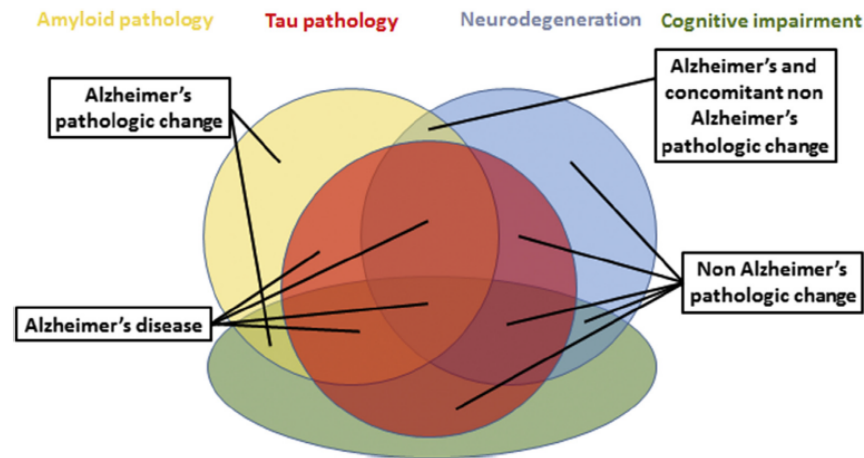 Amyloid pathology Tau pathology Neurodegeneration Cognitive impairment
Alzheimer's
pathologic change
Alzheimer's and
concomitant non
Alzheimer's
pathologic change
Alzheimer's disease
Non Alzheimer's
pathologic change